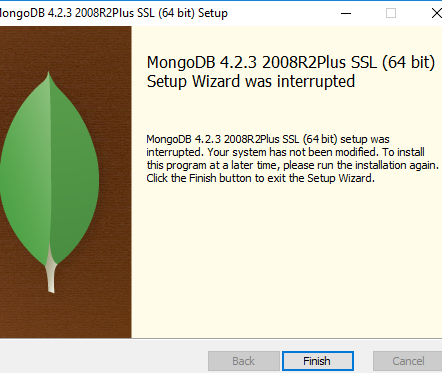 MongoDB 4.2.3 2008R2Plus SSL (64 bit) Setup
MongoDB 4.2.3 2008R2Plus SSL (64 bit)
Setup Wizard was interrupted
MongoDB 4.2.3 2008R2Plus SSL (64 bit) setup was
interrupted. Your system has not been modified. To install
this program at a later time, please run the installation again.
Click the Finish button to exit the Setup Wizard.
Back
Finish
Cancel